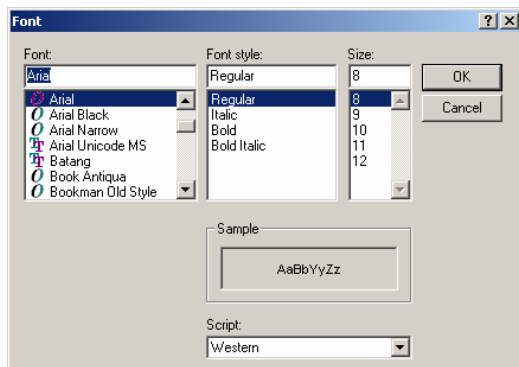 Font
Font:
Font style:
Size:
Arial
Regular
8
OK
Cancel
Arial
Arial Black
Arial Narrow
Arial Unicode MS
Batang
Book Antiqua
Bookman Old Style
Regular
Italic
Bold
Bold Italic
8
9
10
11
12
Sample
AaBbYyZz
Script:
Western